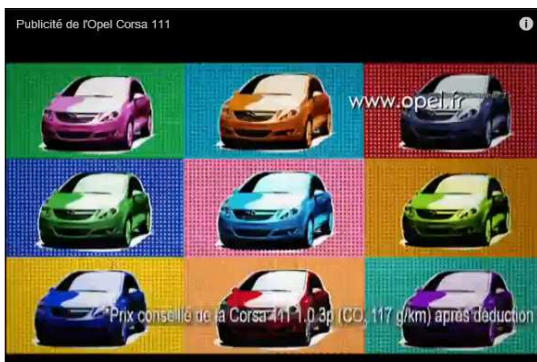 Publicité de l'Opel Corsa 111
www.opel.fr
*Prix conseillé de la Corsa 111 1.0 3p (CO, 117 g/km) après déduction